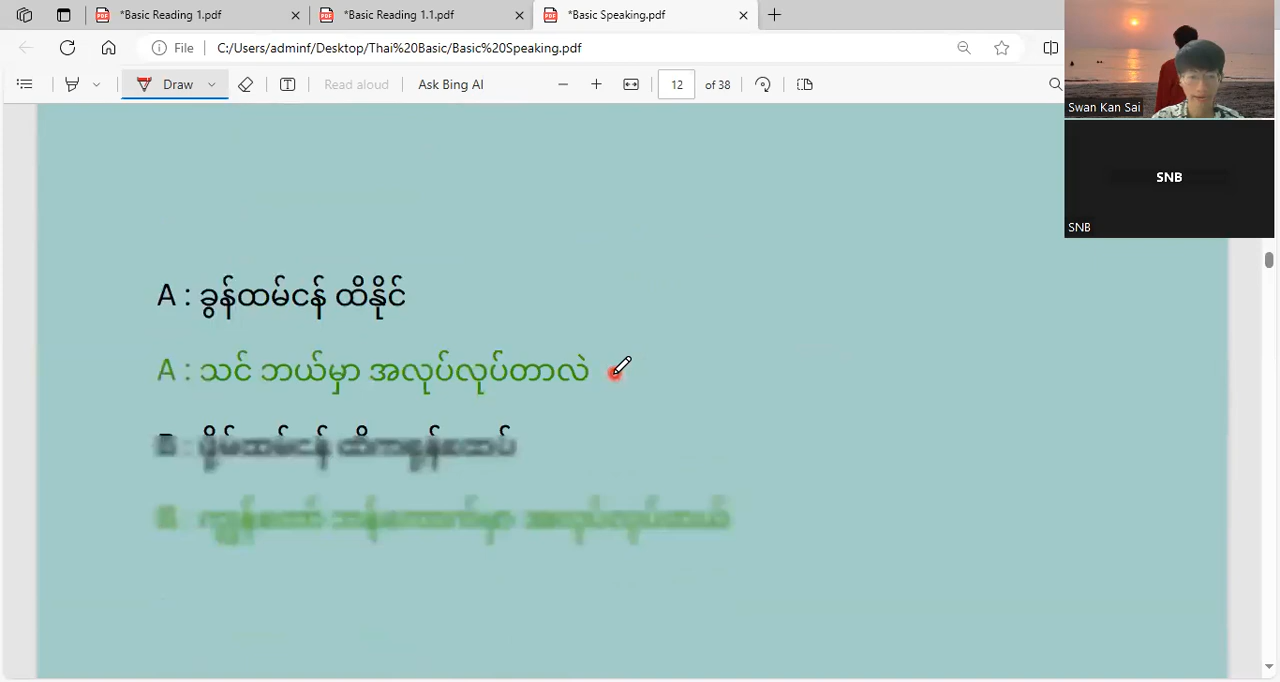 *Basic Reading 1.pdf
*Basic Reading 1.1.pdf
*Basic Speaking.pdf
File
C:/Users/adminf/Desktop/Thai%20Basic/Basic%20Speaking.pdf
Draw
Read aloud
Ask Bing AI
12 of 38
Swan Kan Sai
SNB
SNB
A : ခွန်ထမ်ငန် ထိနိုင်
A : သင် ဘယ်မှာ အလုပ်လုပ်တာလဲ